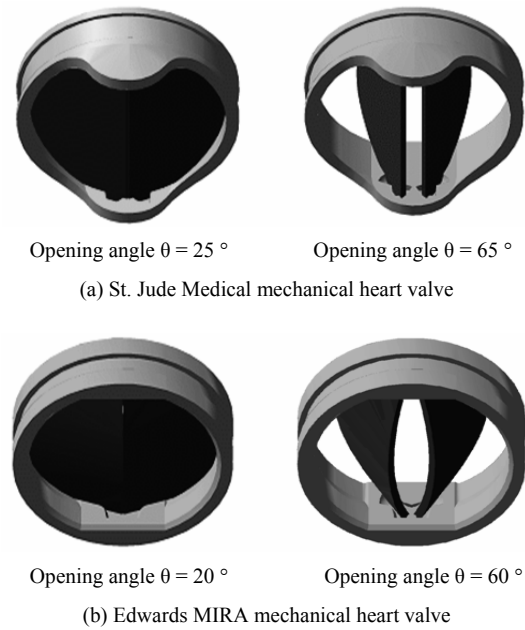 Opening angle θ = 25 ° Opening angle θ = 65 °
(a) St. Jude Medical mechanical heart valve
Opening angle θ = 20 ° Opening angle θ = 60 °
(b) Edwards MIRA mechanical heart valve